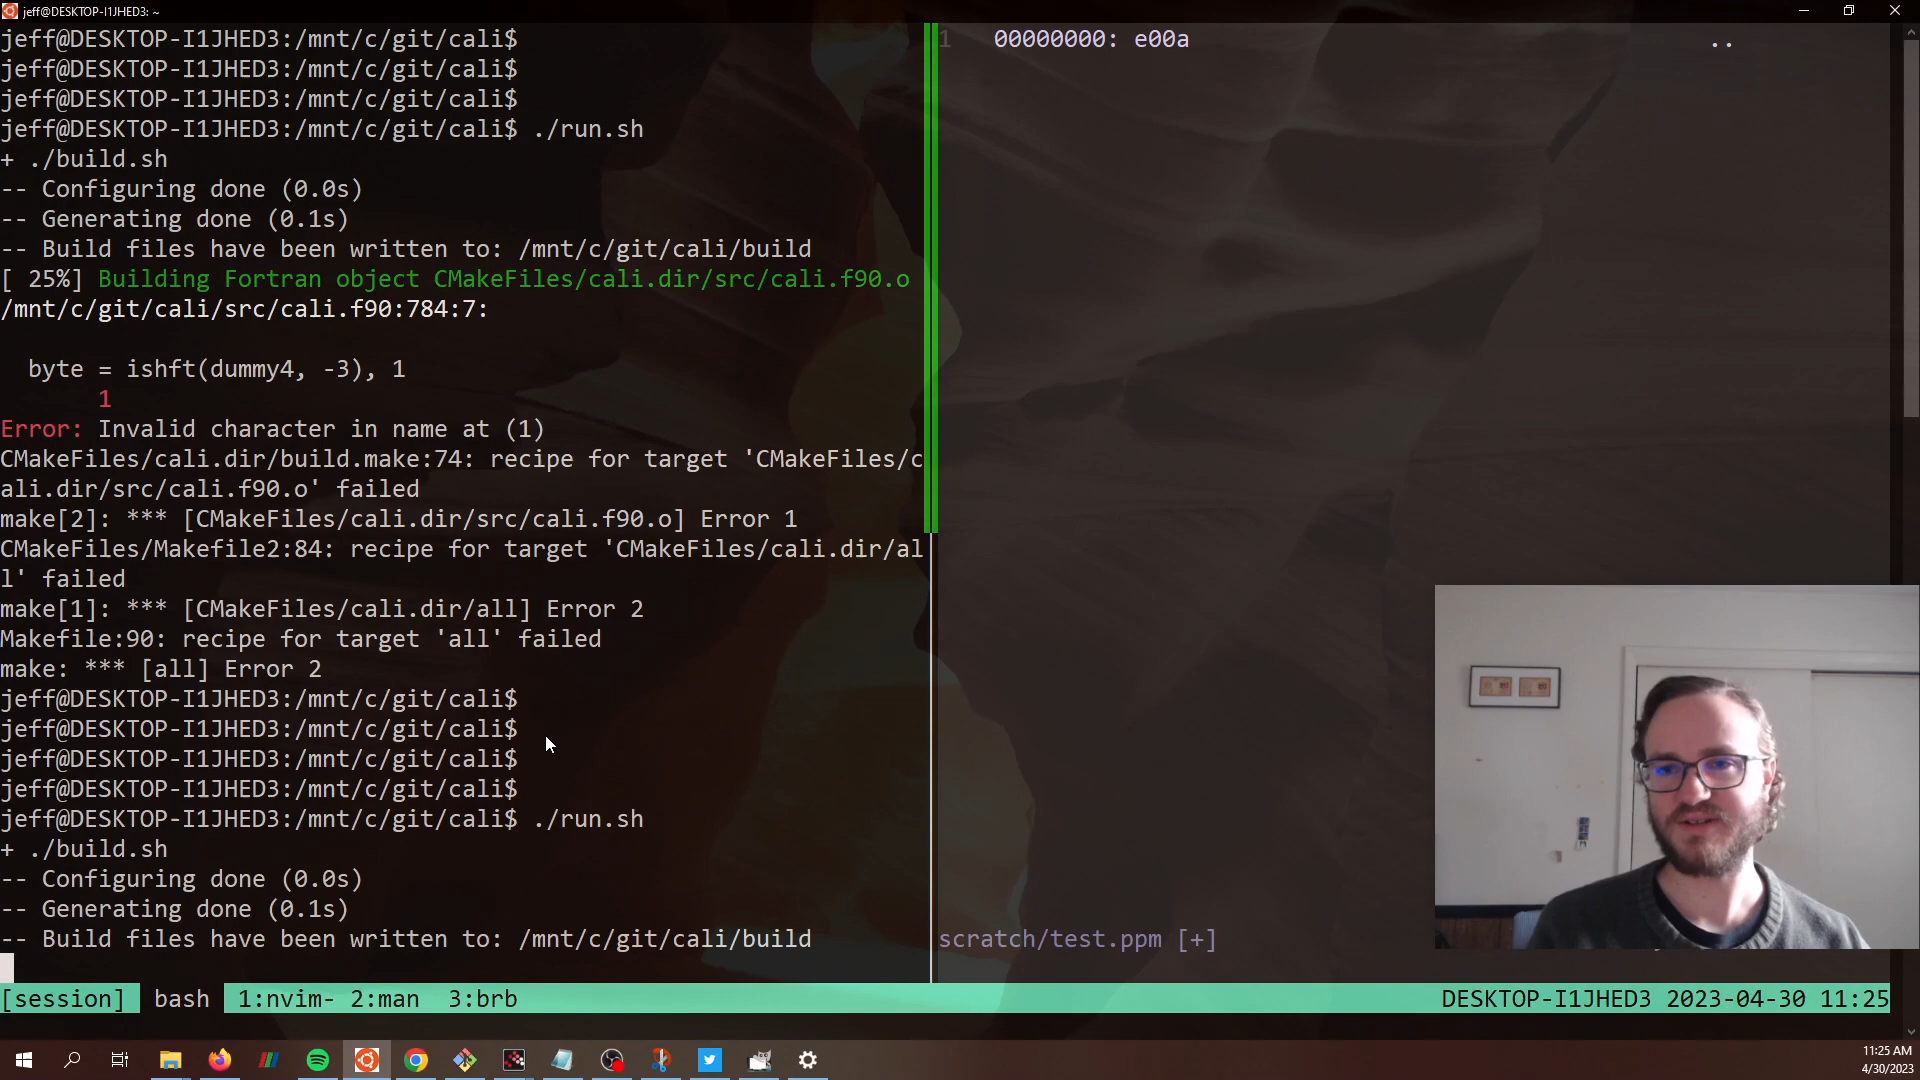 jeff@DESKTOP-I1JHED3: ~
jeff@DESKTOP-I1JHED3:/mnt/c/git/cali$
jeff@DESKTOP-I1JHED3:/mnt/c/git/cali$
jeff@DESKTOP-I1JHED3:/mnt/c/git/cali$
jeff@DESKTOP-I1JHED3:/mnt/c/git/cali$ ./run.sh
+ ./build.sh
-- Configuring done (0.0s)
-- Generating done (0.1s)
-- Build files have been written to: /mnt/c/git/cali/build
[ 25%] Building Fortran object CMakeFiles/cali.dir/src/cali.f90.o
/mnt/c/git/cali/src/cali.f90:784:7:
byte = ishft(dummy4, -3), 1
1
Error: Invalid character in name at (1)
CMakeFiles/cali.dir/build.make:74: recipe for target 'CMakeFiles/c
ali.dir/src/cali.f90.o' failed
make[2]: *** [CMakeFiles/cali.dir/src/cali.f90.o] Error 1
CMakeFiles/Makefile2:84: recipe for target 'CMakeFiles/cali.dir/al
l' failed
make[1]: *** [CMakeFiles/cali.dir/all] Error 2
Makefile:90: recipe for target 'all' failed
make: *** [all] Error 2
jeff@DESKTOP-I1JHED3:/mnt/c/git/cali$
jeff@DESKTOP-I1JHED3:/mnt/c/git/cali$
jeff@DESKTOP-I1JHED3:/mnt/c/git/cali$
jeff@DESKTOP-I1JHED3:/mnt/c/git/cali$
jeff@DESKTOP-I1JHED3:/mnt/c/git/cali$ ./run.sh
+ ./build.sh
-- Configuring done (0.0s)
-- Generating done (0.1s)
-- Build files have been written to: /mnt/c/git/cali/build
1 00000000: e00a ..
scratch/test.ppm [+]
[session] bash 1:nvim- 2:man 3:brb DESKTOP-I1JHED3 2023-04-30 11:25
11:25 AM
4/30/2023